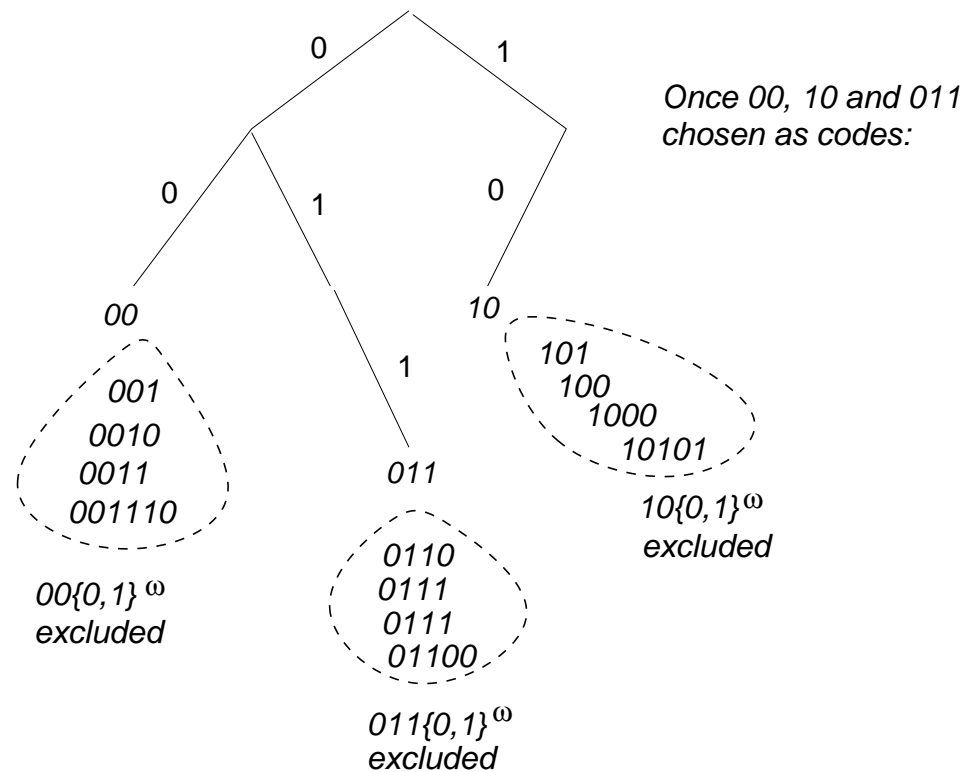 0
1
Once 00, 10 and 011
chosen as codes:
0
1
0
00
10
1
101
100
1000
10101
001
0010
0011
001110
011
10{0,1}ω
excluded
0110
0111
0111
01100
00{0,1} ω
excluded
011{0,1}ω
excluded